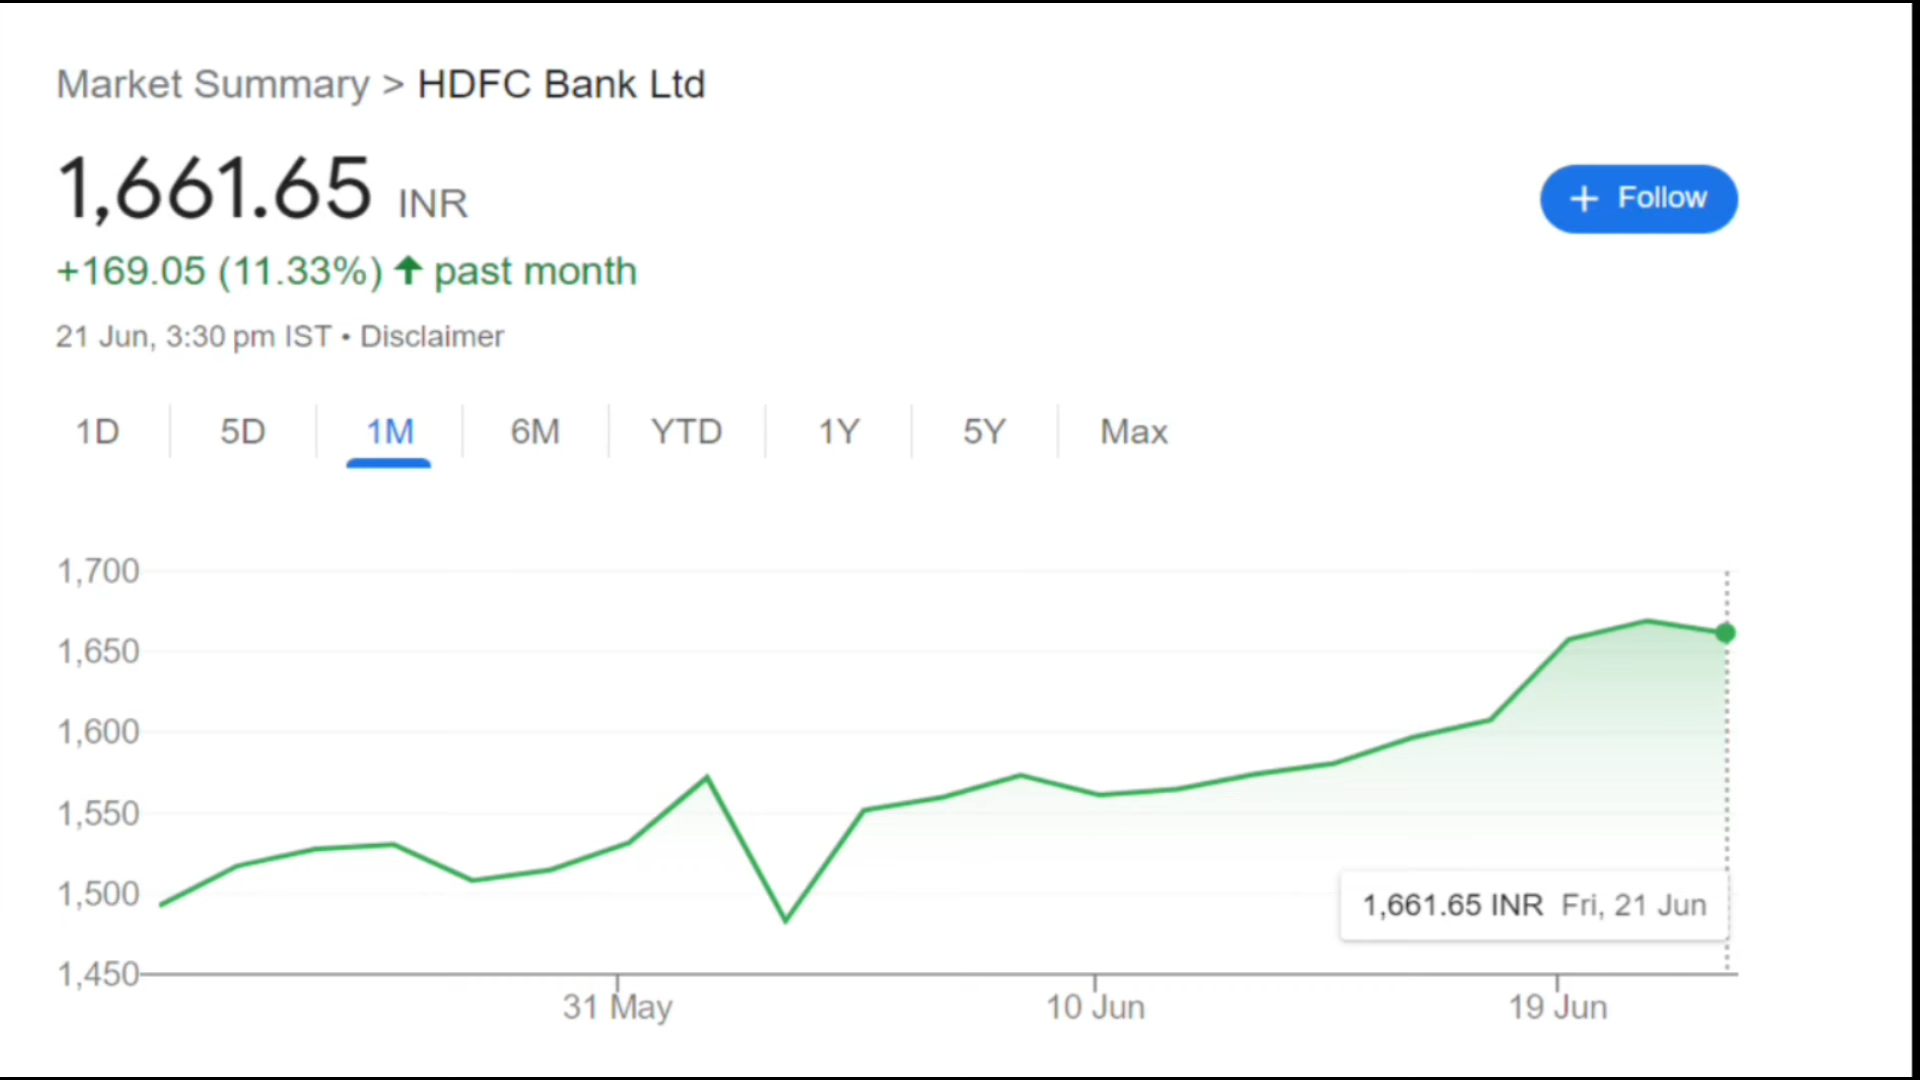 Market Summary > HDFC Bank Ltd
1,661.65 INR
+ Follow
+169.05 (11.33%) ↑ past month
21 Jun, 3:30 pm IST • Disclaimer
1D 5D 1M 6M YTD 1Y 5Y Max
1,700
1,650
1,600
1,550
1,500
1,661.65 INR Fri, 21 Jun
1,450
31 May 10 Jun 19 Jun